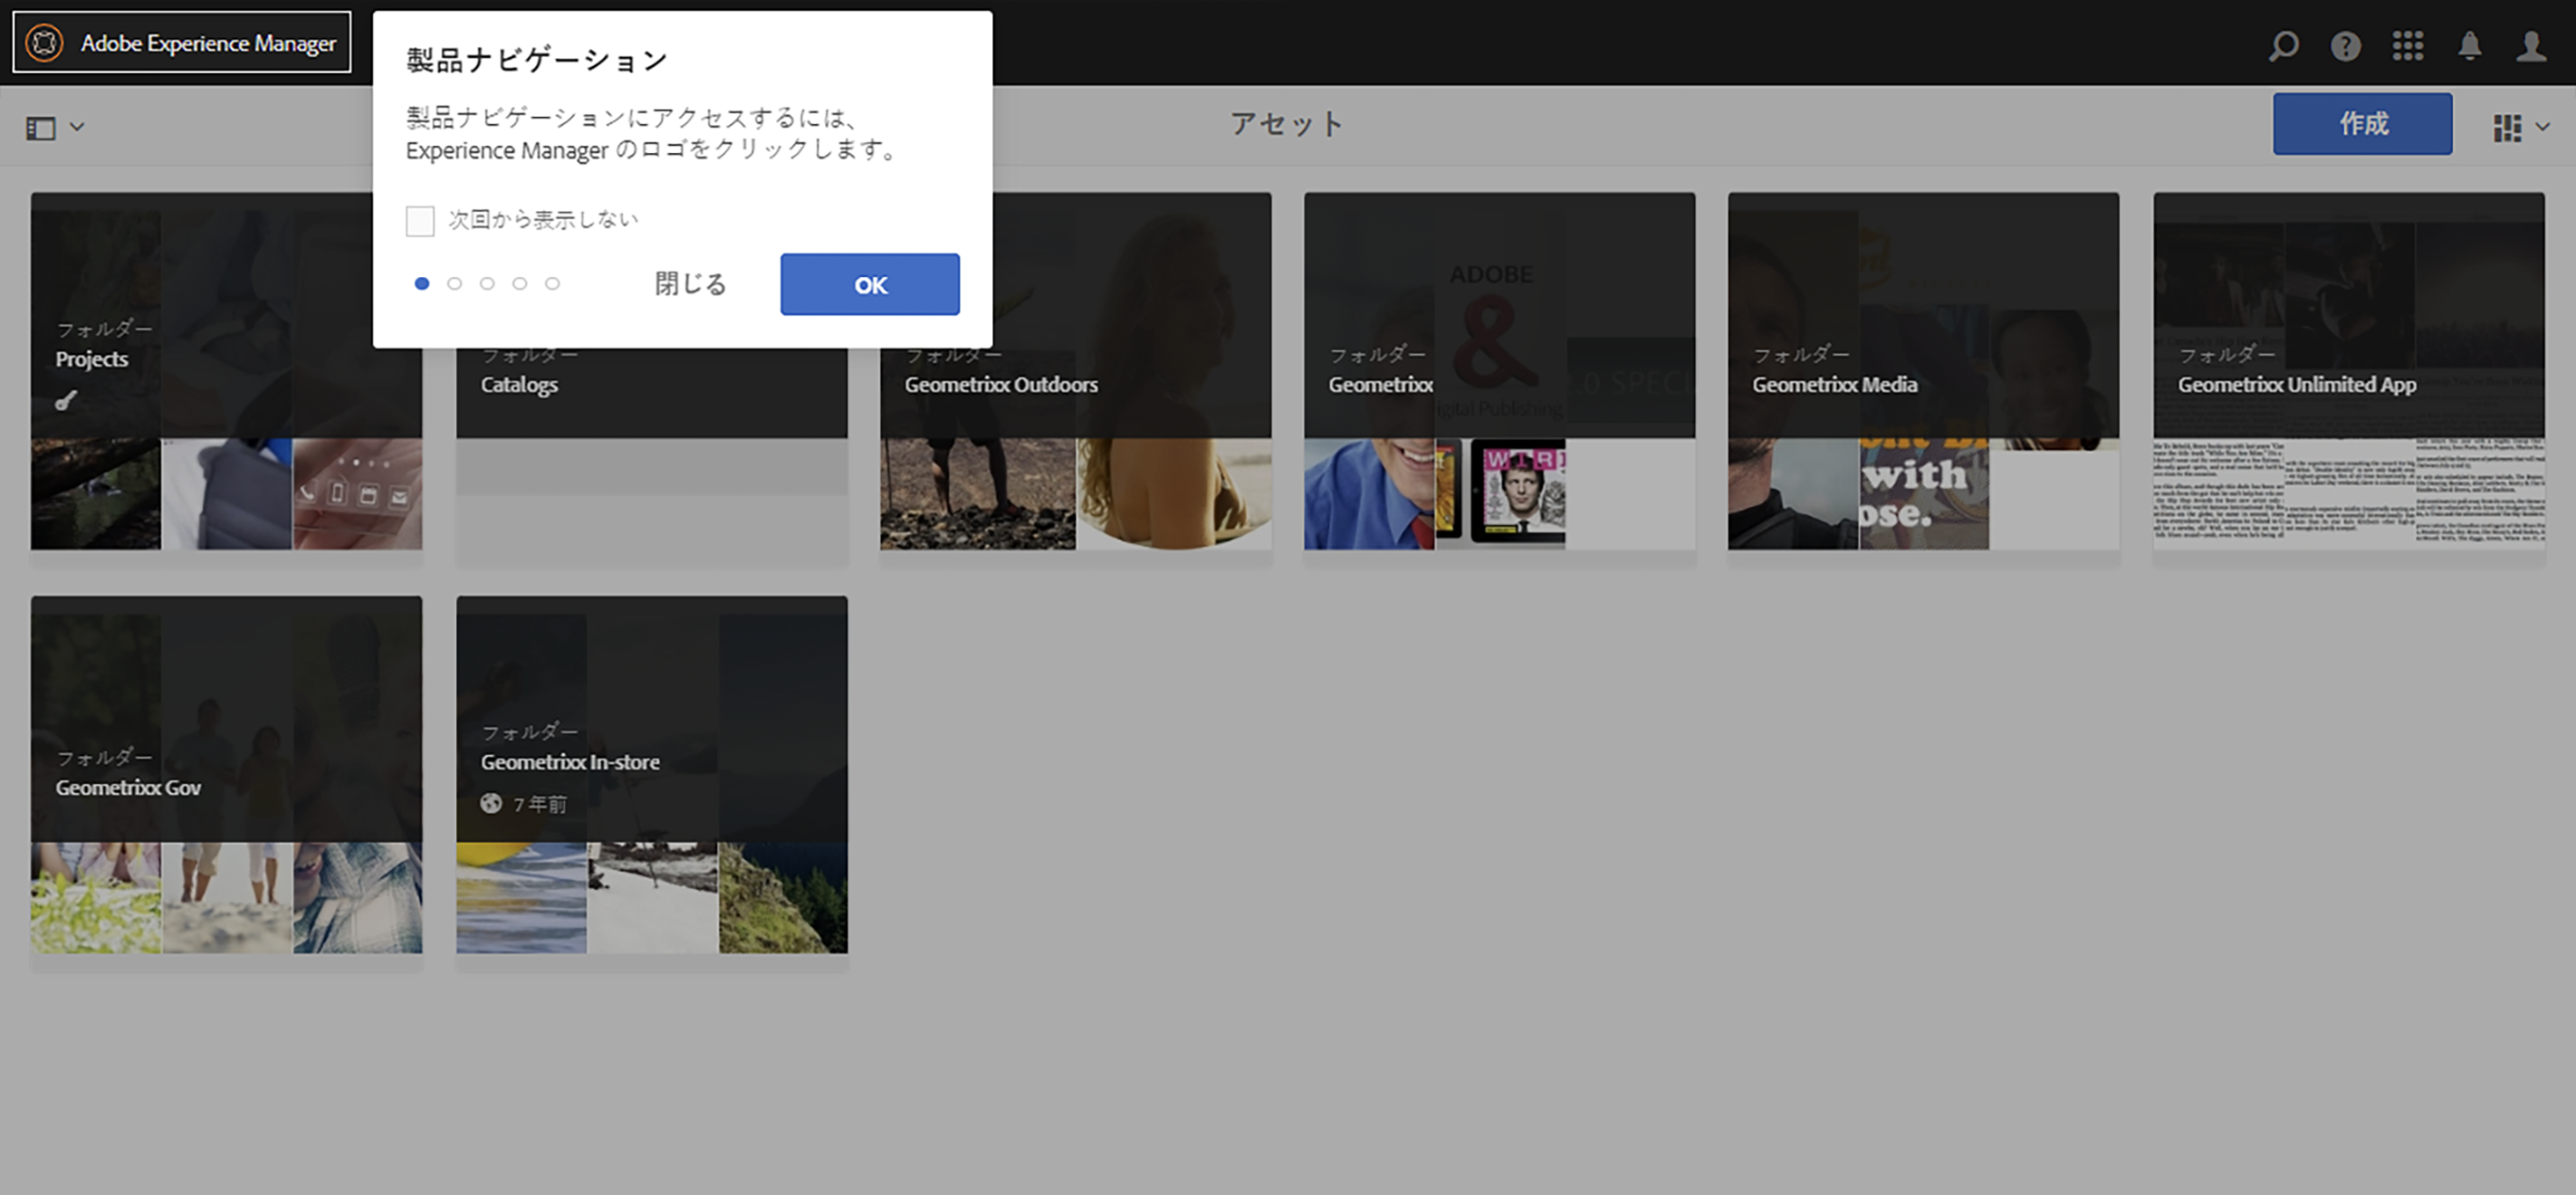 Adobe Experience Manager
製品ナビゲーション
製品ナビゲーションにアクセスするには、
Experience Manager のロゴをクリックします。
次回から表示しない
閉じる
OK
アセット
作成
フォルダー
Projects
フォルダー
Catalogs
フォルダー
Geometrixx Outdoors
ADOBE
&
フォルダー
Geometrixx
igital Publishing
.0 SPECI
WIRI
フォルダー
Geometrixx Media
with
ose.
フォルダー
Geometrixx Unlimited App
フォルダー
Geometrixx Gov
フォルダー
Geometrixx In-store
7 年前